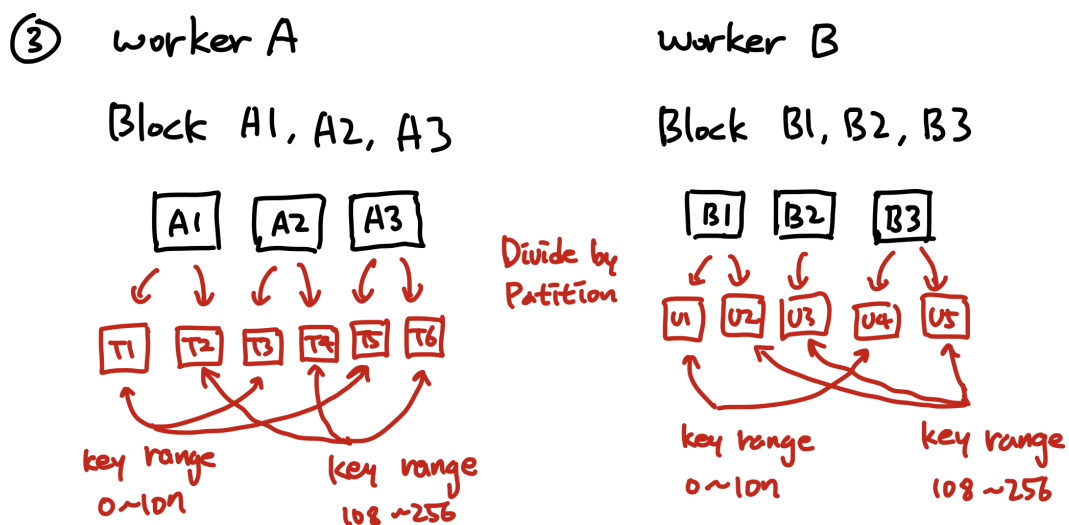 ③ worker A
Block A1, A2, A3
A1 A2 A3
T1 T2 T3 T4 T5 T6
key range
0~107
key range
108~256
Divide by
Patition
worker B
Block B1, B2, B3
B1 B2 B3
U1 U2 U3 U4 U5
key range
0~107
key range
108~256